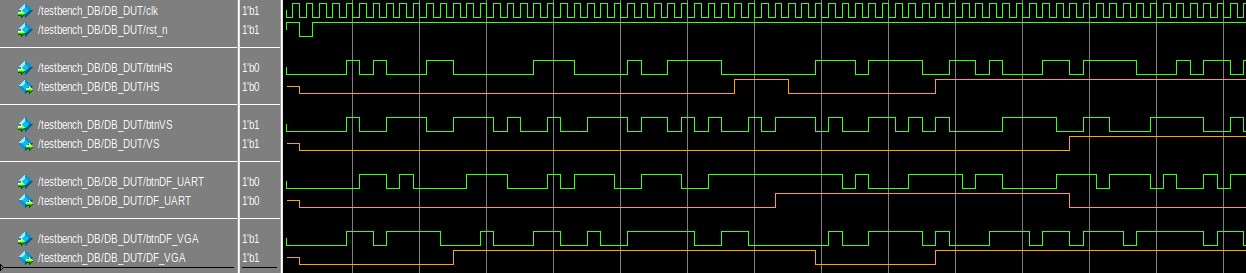 /testbench_DB/DB_DUT/clk 1'b1
/testbench_DB/DB_DUT/rst_n 1'b1
/testbench_DB/DB_DUT/btnHS 1'b0
/testbench_DB/DB_DUT/HS 1'b0
/testbench_DB/DB_DUT/btnVS 1'b1
/testbench_DB/DB_DUT/VS 1'b1
/testbench_DB/DB_DUT/btnDF_UART 1'b0
/testbench_DB/DB_DUT/DF_UART 1'b0
/testbench_DB/DB_DUT/btnDF_VGA 1'b1
/testbench_DB/DB_DUT/DF_VGA 1'b1